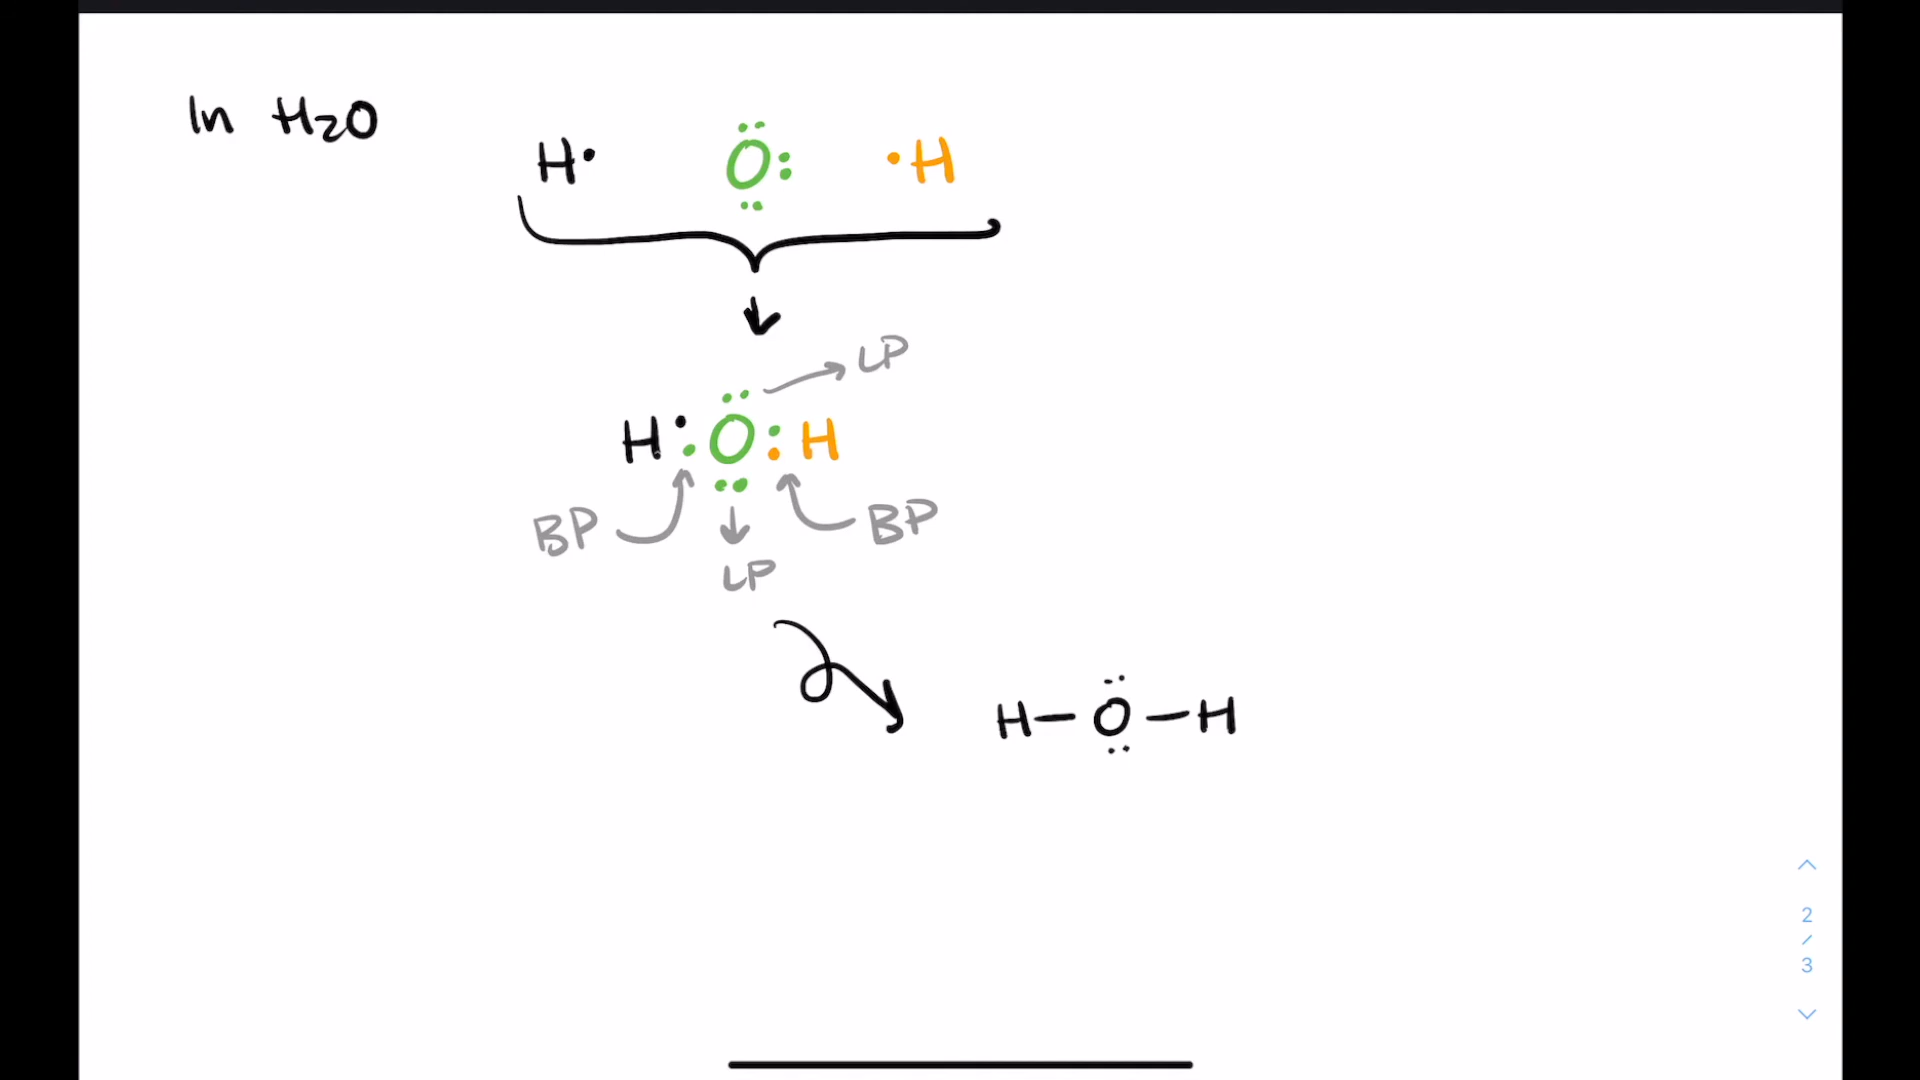 In H₂O
H· :Ö: ·H
LP
H : Ö : H
BP BP
LP
H – Ö – H
2
/
3